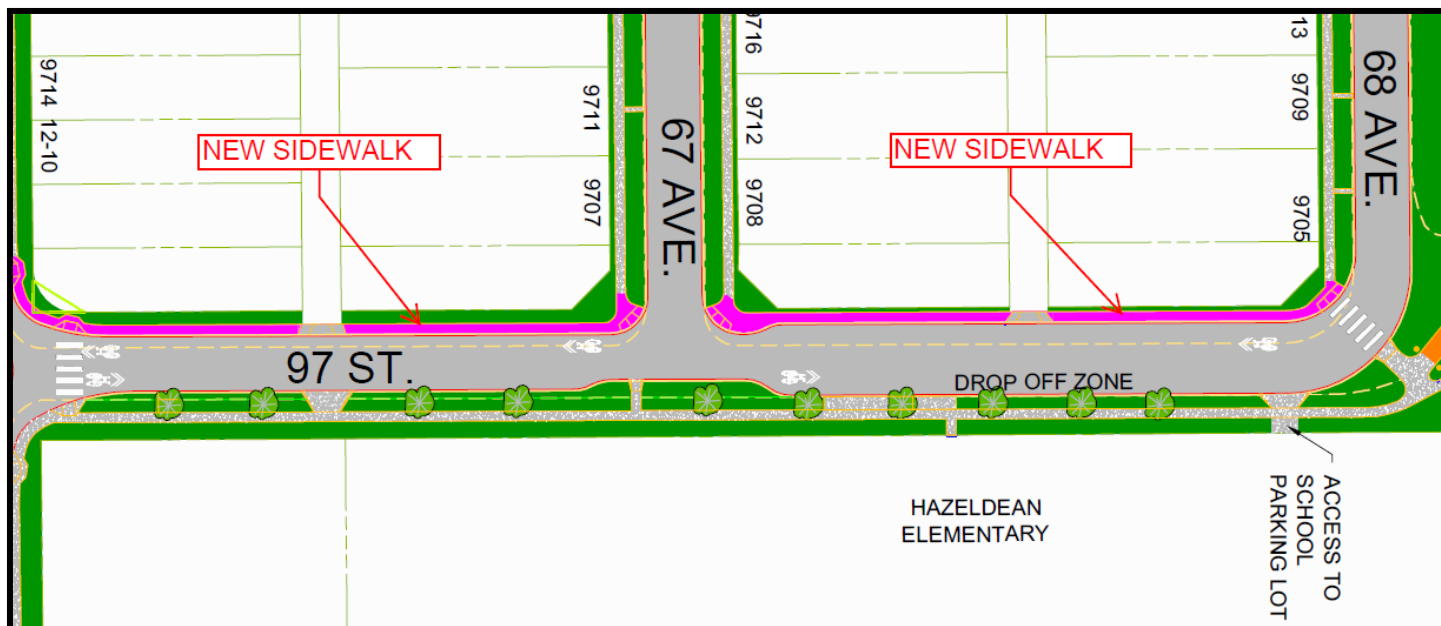 9714 12-10
NEW SIDEWALK
9711
9707
67 AVE.
9716
9712
9708
NEW SIDEWALK
13
9709
9705
68 AVE.
97 ST.
DROP OFF ZONE
HAZELDEAN
ELEMENTARY
ACCESS TO
SCHOOL
PARKING LOT